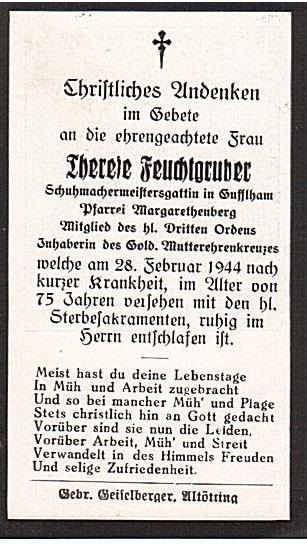 Christliches Andenken
im Gebete
an die ehrengeachtete Frau
Therese Feuchtgruber
Schuhmachermeistersgattin in Gufflham
Pfarrei Margarethenberg
Mitglied des hl. Dritten Ordens
Inhaberin des Gold. Mutterehrenkreuzes
welche am 28. Februar 1944 nach
kurzer Krankheit, im Alter von
75 Jahren versehen mit den hl.
Sterbesakramenten, ruhig im
Herrn entschlafen ist.
Meist hast du deine Lebenstage
In Müh und Arbeit zugebracht
Und so bei mancher Müh' und Plage
Stets christlich hin an Gott gedacht
Vorüber sind sie nun die Leiden,
Vorüber Arbeit, Müh' und Streit
Verwandelt in des Himmels Freuden
Und selige Zufriedenheit.
Gebr. Geiselberger, Altötting